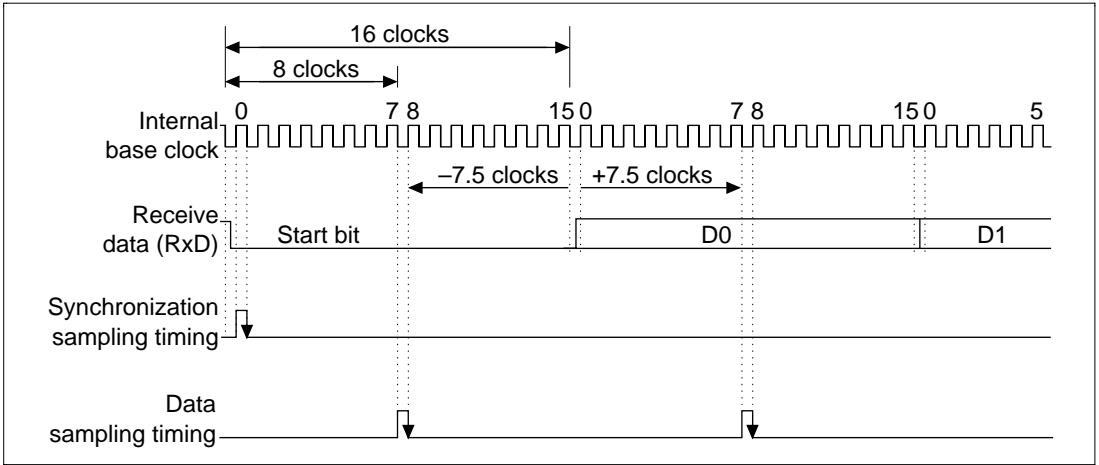 16 clocks
8 clocks
0 7 8 15 0 7 8 15 0 5
Internal
base clock
–7.5 clocks +7.5 clocks
Receive
data (RxD)
Start bit D0 D1
Synchronization
sampling timing
Data
sampling timing